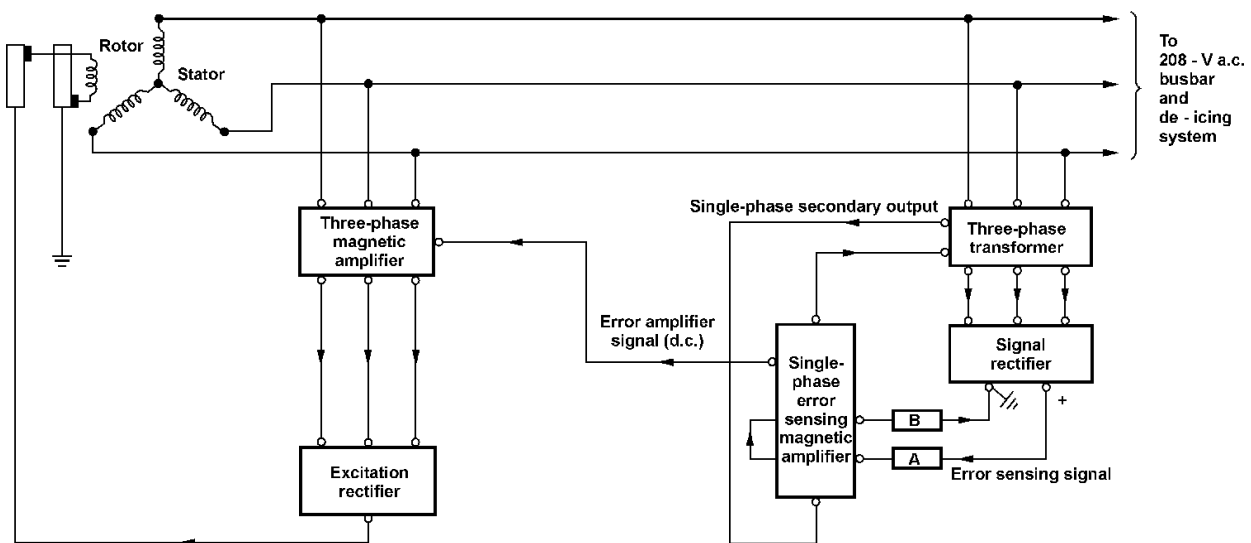 Rotor
Stator
To
208 - V a.c.
busbar
and
de - icing
system
Three-phase
magnetic
amplifier
Single-phase secondary output
Three-phase
transformer
Error amplifier
signal (d.c.)
Single-
phase
error
sensing
magnetic
amplifier
Signal
rectifier
+
B
A
Error sensing signal
Excitation
rectifier